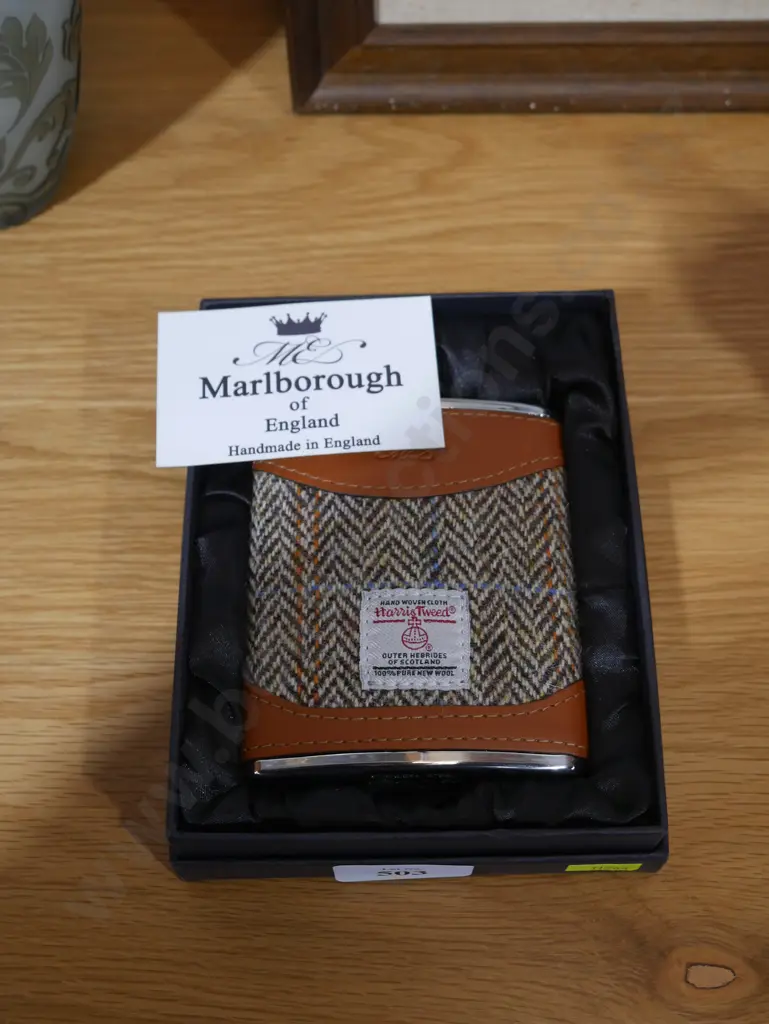 ME
Marlborough
of
England
Handmade in England
HAND WOVEN CLOTH
Harris Tweed®
®
OUTER HEBRIDES
OF SCOTLAND
100% PURE NEW WOOL
503